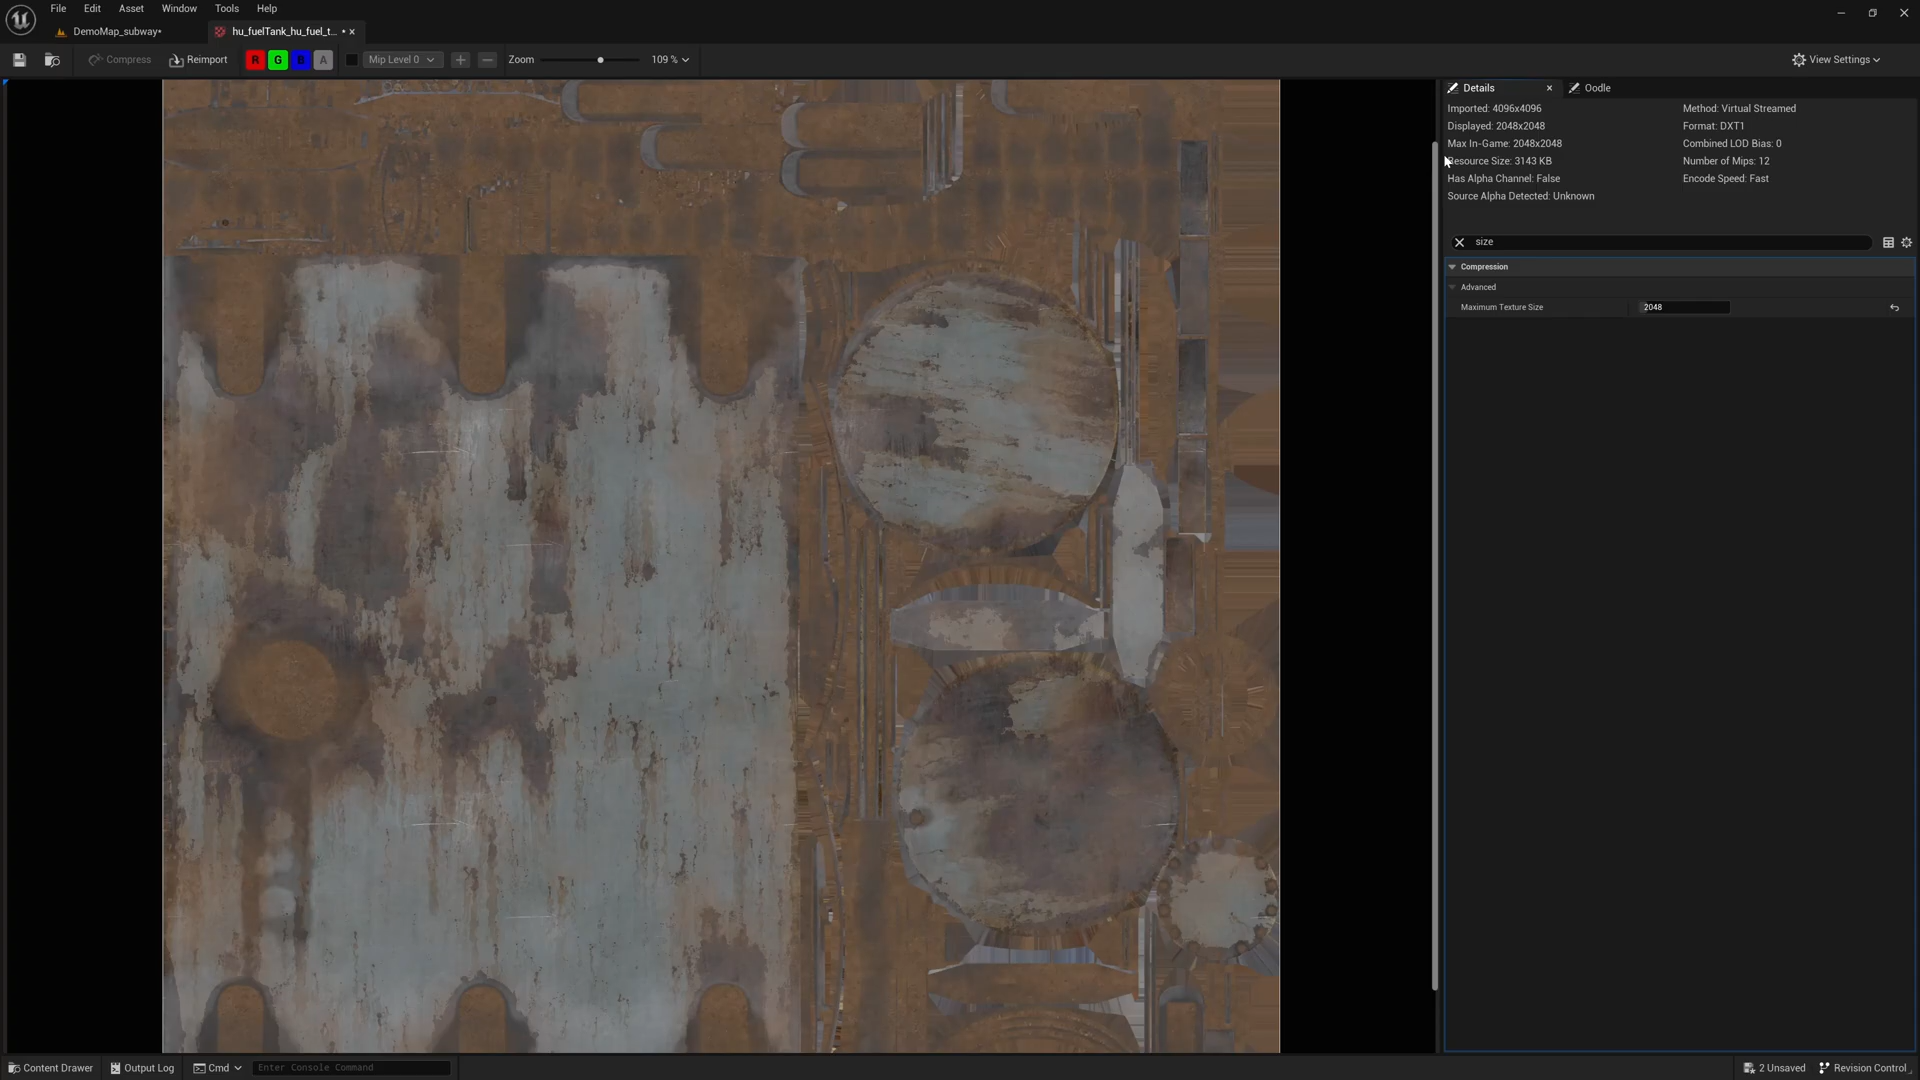 File Edit Asset Window Tools Help
DemoMap_subway•
hu_fuelTank_hu_fuel_t... •
Compress Reimport R G B A Mip Level 0 Zoom 109 % View Settings
Details Oodle
Imported: 4096x4096 Method: Virtual Streamed
Displayed: 2048x2048 Format: DXT1
Max In-Game: 2048x2048 Combined LOD Bias: 0
Resource Size: 3143 KB Number of Mips: 12
Has Alpha Channel: False Encode Speed: Fast
Source Alpha Detected: Unknown
size
Compression
Advanced
Maximum Texture Size 2048
Content Drawer Output Log Cmd Enter Console Command 2 Unsaved Revision Control